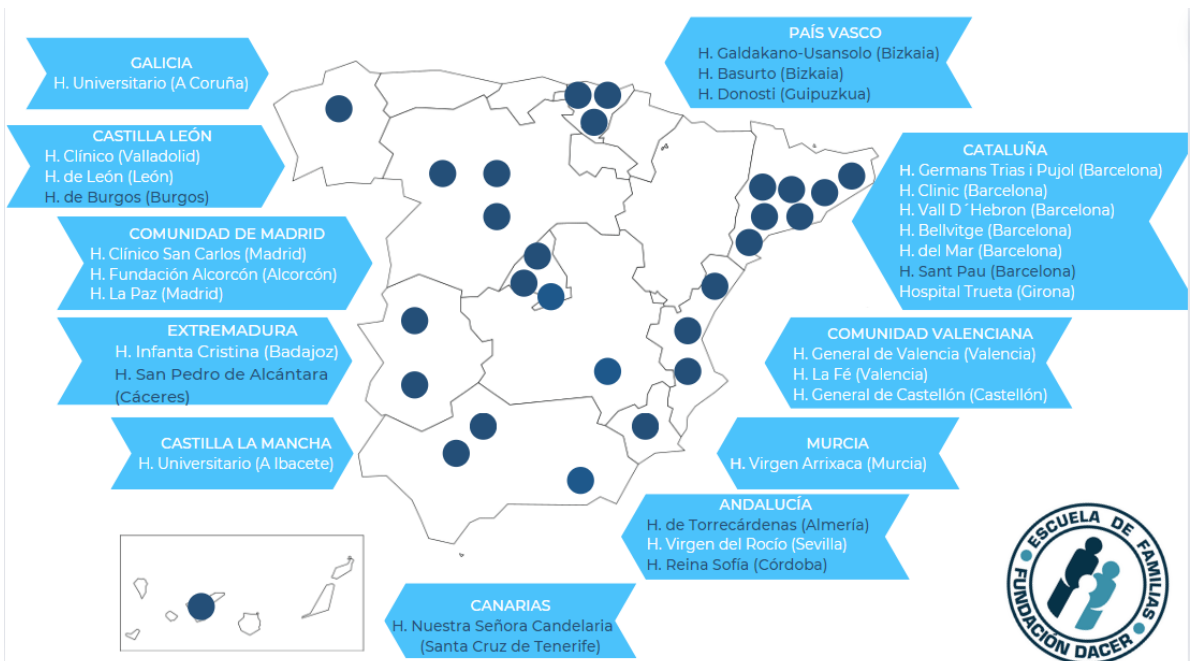 GALICIA
H. Universitario (A Coruña)
CASTILLA LEÓN
H. Clínico (Valladolid)
H. de León (León)
H. de Burgos (Burgos)
COMUNIDAD DE MADRID
H. Clínico San Carlos (Madrid)
H. Fundación Alcorcón (Alcorcón)
H. La Paz (Madrid)
EXTREMADURA
H. Infanta Cristina (Badajoz)
H. San Pedro de Alcántara
(Cáceres)
CASTILLA LA MANCHA
H. Universitario (A lbacete)
PAÍS VASCO
H. Galdakano-Usansolo (Bizkaia)
H. Basurto (Bizkaia)
H. Donosti (Guipuzkua)
CATALUÑA
H. Germans Trias i Pujol (Barcelona)
H. Clinic (Barcelona)
H. Vall D´Hebron (Barcelona)
H. Bellvitge (Barcelona)
H. del Mar (Barcelona)
H. Sant Pau (Barcelona)
Hospital Trueta (Girona)
COMUNIDAD VALENCIANA
H. General de Valencia (Valencia)
H. La Fé (Valencia)
H. General de Castellón (Castellón)
MURCIA
H. Virgen Arrixaca (Murcia)
ANDALUCÍA
H. de Torrecárdenas (Almería)
H. Virgen del Rocío (Sevilla)
H. Reina Sofía (Córdoba)
CANARIAS
H. Nuestra Señora Candelaria
(Santa Cruz de Tenerife)
ESCUELA DE FAMILIAS
FUNDACIÓN DACER